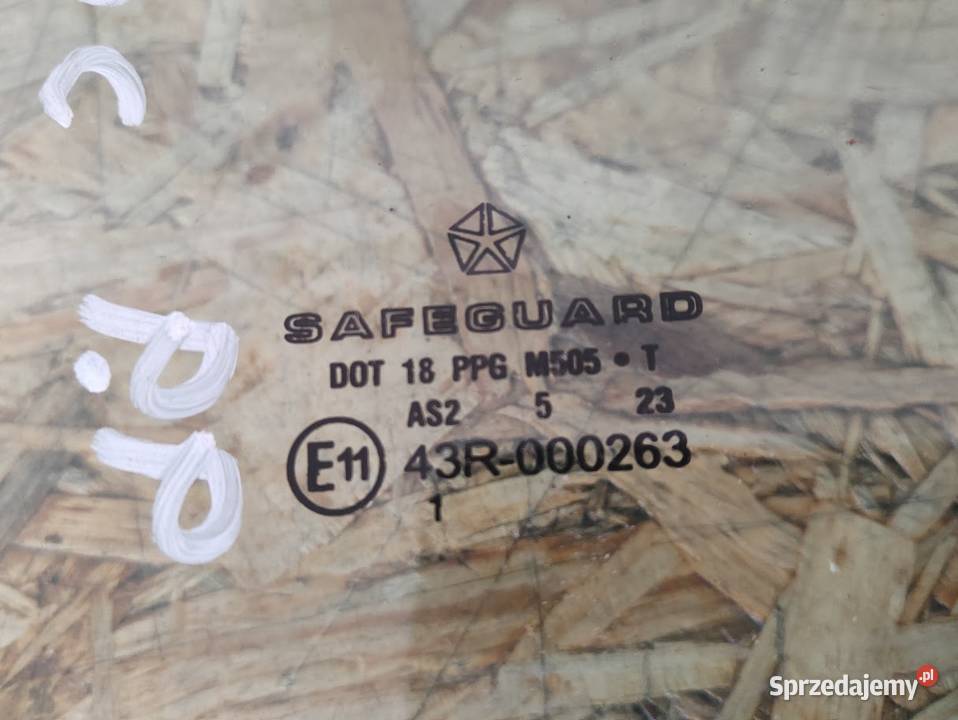 SAFEGUARD
DOT 18 PPG M505 • T
AS2 5 23
E11 43R-000263
1
Sprzedajemy.pl